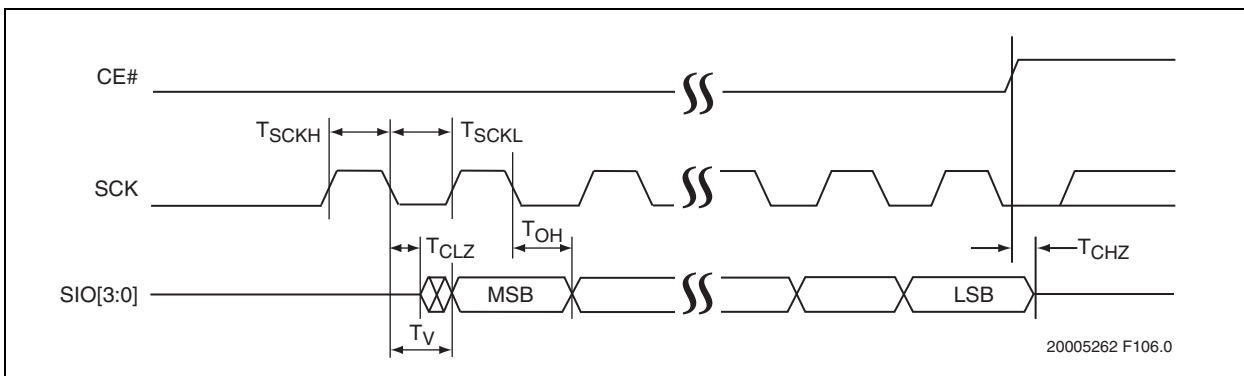 CE#
TSCKH
TSCKL
SCK
TOH
TCLZ
TCHZ
SIO[3:0]
MSB
LSB
TV
20005262 F106.0